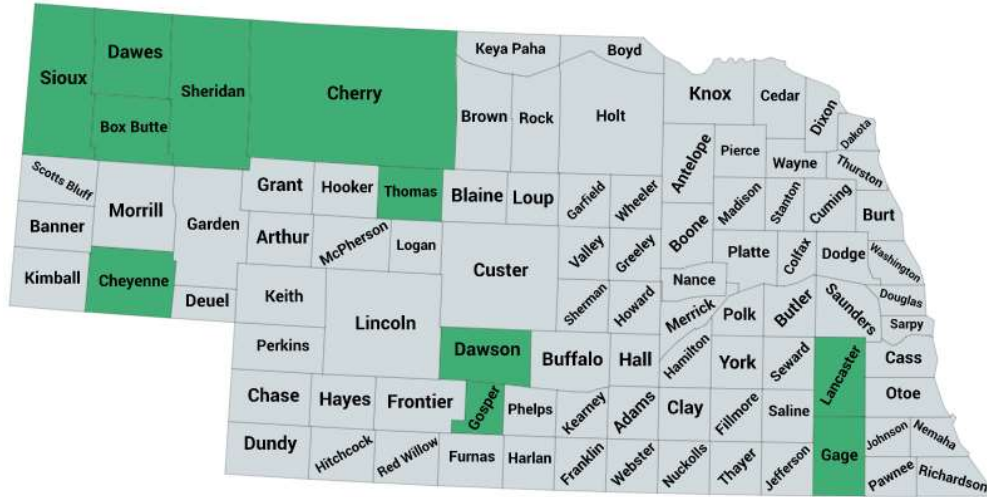 Keya Paha
Boyd
Dawes
Sioux
Sheridan
Cherry
Knox
Cedar
Dixon
Dakota
Box Butte
Brown
Rock
Holt
Antelope
Pierce
Wayne
Thurston
Scotts Bluff
Grant
Hooker
Thomas
Blaine
Loup
Garfield
Wheeler
Madison
Stanton
Cuming
Burt
Morrill
Garden
Banner
Arthur
McPherson
Logan
Custer
Valley
Greeley
Boone
Platte
Colfax
Dodge
Washington
Kimball
Cheyenne
Deuel
Keith
Lincoln
Sherman
Howard
Nance
Merrick
Polk
Butler
Saunders
Douglas
Sarpy
Perkins
Dawson
Buffalo
Hall
Hamilton
York
Seward
Lancaster
Cass
Otoe
Chase
Hayes
Frontier
Gosper
Phelps
Kearney
Adams
Clay
Fillmore
Saline
Dundy
Hitchcock
Red Willow
Furnas
Harlan
Franklin
Webster
Nuckolls
Thayer
Jefferson
Gage
Johnson
Nemaha
Pawnee
Richardson